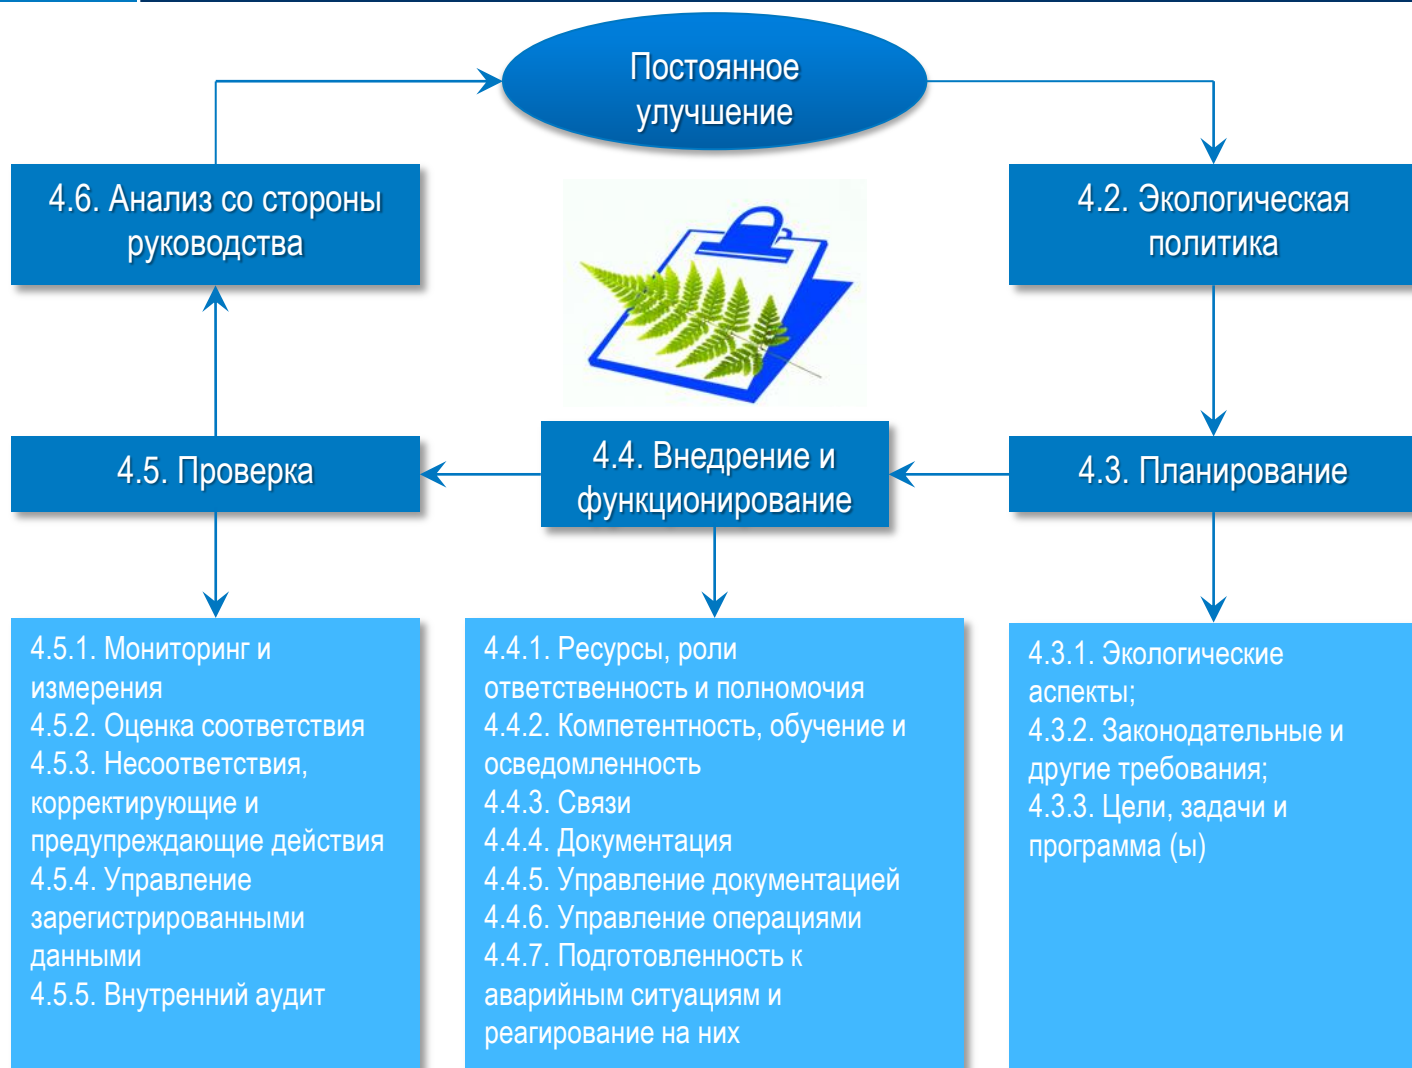 Постоянное
улучшение
4.6. Анализ со стороны
руководства
4.2. Экологическая
политика
4.5. Проверка
4.4. Внедрение и
функционирование
4.3. Планирование
4.5.1. Мониторинг и
измерения
4.5.2. Оценка соответствия
4.5.3. Несоответствия,
корректирующие и
предупреждающие действия
4.5.4. Управление
зарегистрированными
данными
4.5.5. Внутренний аудит
4.4.1. Ресурсы, роли
ответственность и полномочия
4.4.2. Компетентность, обучение и
осведомленность
4.4.3. Связи
4.4.4. Документация
4.4.5. Управление документацией
4.4.6. Управление операциями
4.4.7. Подготовленность к
аварийным ситуациям и
реагирование на них
4.3.1. Экологические
аспекты;
4.3.2. Законодательные и
другие требования;
4.3.3. Цели, задачи и
программа (ы)